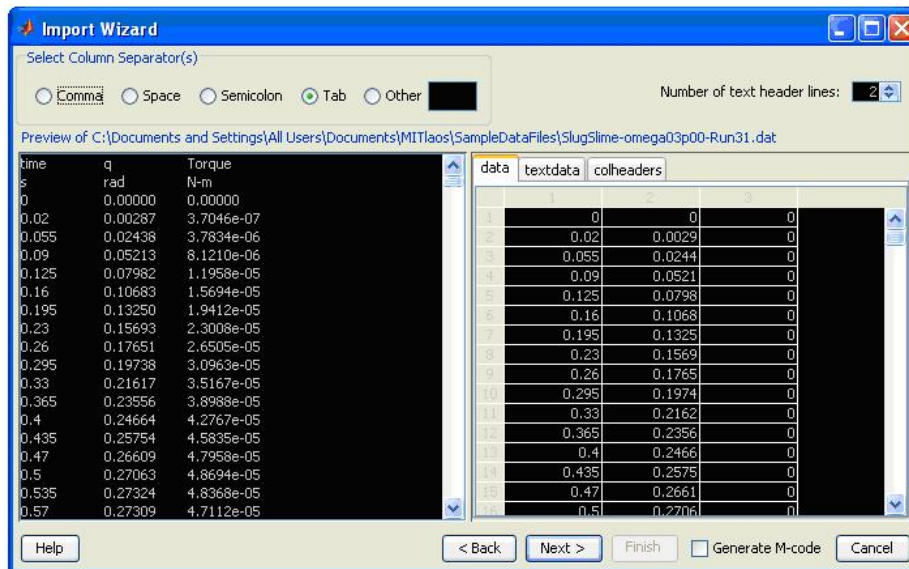 Import Wizard
Select Column Separator(s)
Comma Space Semicolon Tab Other
Number of text header lines: 2
Preview of C:\Documents and Settings\All Users\Documents\MITlaos\SampleDataFiles\SlugSlime-omega03p00-Run31.dat
time q Torque
s rad N-m
0 0.00000 0.00000
0.02 0.00287 3.7046e-07
0.055 0.02438 3.7834e-06
0.09 0.05213 8.1210e-06
0.125 0.07982 1.1958e-05
0.16 0.10683 1.5694e-05
0.195 0.13250 1.9412e-05
0.23 0.15693 2.3008e-05
0.26 0.17651 2.6505e-05
0.295 0.19738 3.0963e-05
0.33 0.21617 3.5167e-05
0.365 0.23556 3.8988e-05
0.4 0.24664 4.2767e-05
0.435 0.25754 4.5835e-05
0.47 0.26609 4.7958e-05
0.5 0.27063 4.8694e-05
0.535 0.27324 4.8368e-05
0.57 0.27309 4.7112e-05
data textdata colheaders
1 2 3
1 0 0 0
2 0.02 0.0029 0
3 0.055 0.0244 0
4 0.09 0.0521 0
5 0.125 0.0798 0
6 0.16 0.1068 0
7 0.195 0.1325 0
8 0.23 0.1569 0
9 0.26 0.1765 0
10 0.295 0.1974 0
11 0.33 0.2162 0
12 0.365 0.2356 0
13 0.4 0.2466 0
14 0.435 0.2575 0
15 0.47 0.2661 0
16 0.5 0.2706 0
Help < Back Next > Finish Generate M-code Cancel